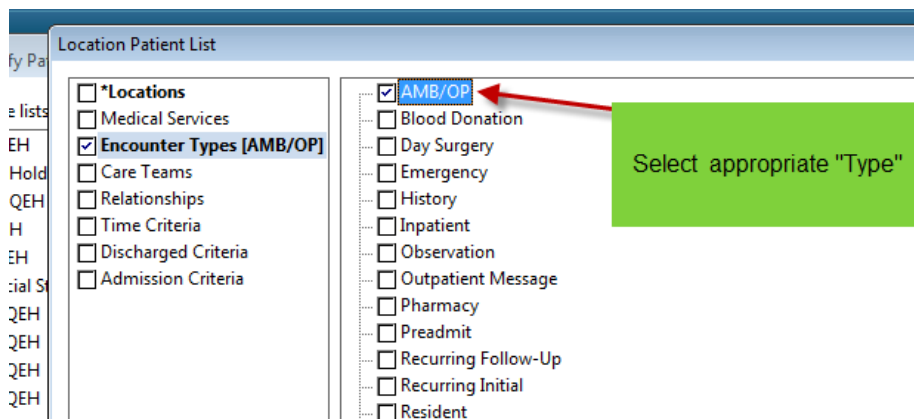 Location Patient List
fy Pa
e lists
EH
Hold
QEH
H
EH
cial St
QEH
QEH
QEH
QEH
*Locations
Medical Services
Encounter Types [AMB/OP]
Care Teams
Relationships
Time Criteria
Discharged Criteria
Admission Criteria
AMB/OP
Blood Donation
Day Surgery
Emergency
History
Inpatient
Observation
Outpatient Message
Pharmacy
Preadmit
Recurring Follow-Up
Recurring Initial
Resident
Select appropriate "Type"